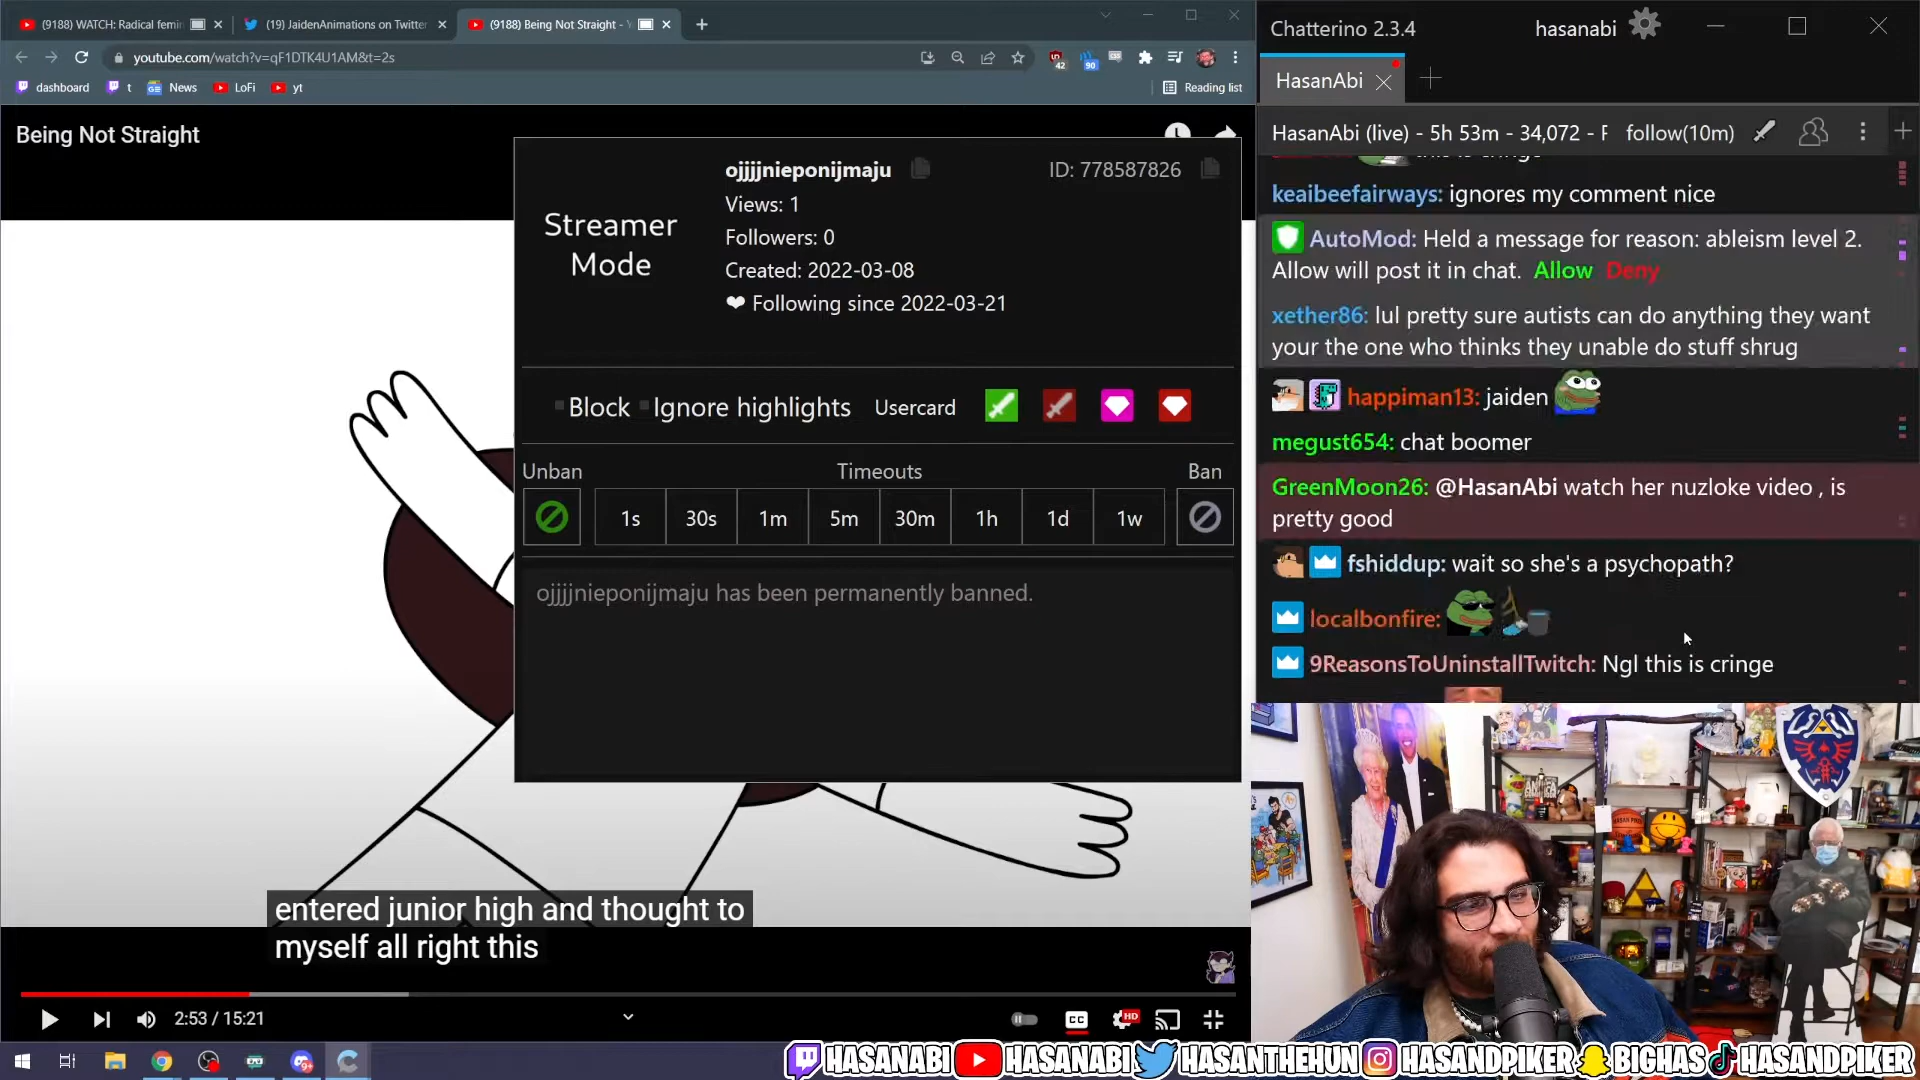 (9188) WATCH: Radical femin
(19) JaidenAnimations on Twitter
(9188) Being Not Straight - Y
youtube.com/watch?v=qF1DTK4U1AM&t=2s
42
90
dashboard
t
News
LoFi
yt
Reading list
Being Not Straight
Streamer
Mode
ojjjjnieponijmaju
ID: 778587826
Views: 1
Followers: 0
Created: 2022-03-08
❤ Following since 2022-03-21
Block
Ignore highlights
Usercard
Unban
Timeouts
Ban
1s
30s
1m
5m
30m
1h
1d
1w
ojjjjnieponijmaju has been permanently banned.
entered junior high and thought to
myself all right this
2:53 / 15:21
CC
HD
Chatterino 2.3.4
hasanabi
HasanAbi
HasanAbi (live) - 5h 53m - 34,072 - F
follow(10m)
keaibeefairways: ignores my comment nice
AutoMod: Held a message for reason: ableism level 2.
Allow will post it in chat. Allow Deny
xether86: lul pretty sure autists can do anything they want
your the one who thinks they unable do stuff shrug
happiman13: jaiden
megust654: chat boomer
GreenMoon26: @HasanAbi watch her nuzloke video , is
pretty good
fshiddup: wait so she's a psychopath?
localbonfire:
9ReasonsToUninstallTwitch: Ngl this is cringe
HASANABI
HASANABI
HASANTHEHUN
HASANDPIKER
BIGHAS
HASANDPIKER